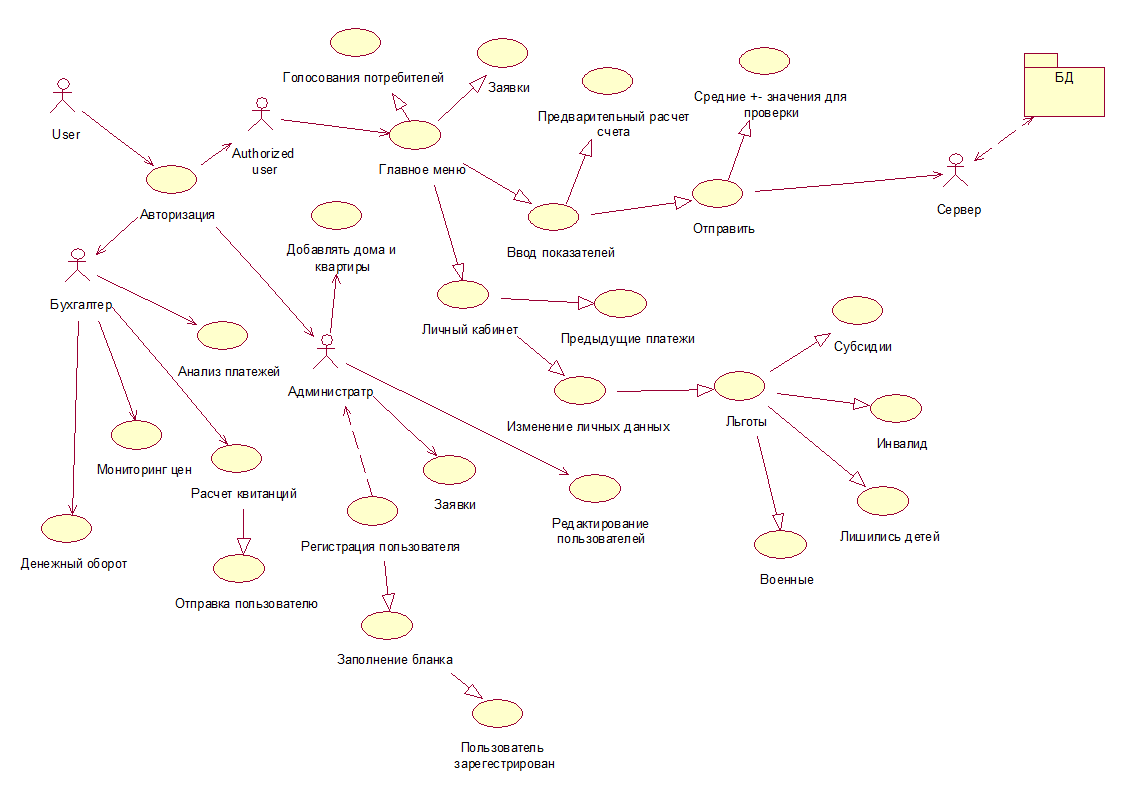 БД
Голосования потребителей
Заявки
Средние +- значения для
проверки
Предварительный расчет
счета
User
Authorized
user
Главное меню
Сервер
Авторизация
Отправить
Ввод показателей
Добавлять дома и
квартиры
Бухгалтер
Личный кабинет
Предыдущие платежи
Субсидии
Анализ платежей
Администратр
Изменение личных данных
Льготы
Инвалид
Мониторинг цен
Расчет квитанций
Заявки
Редактирование
пользователей
Лишились детей
Регистрация пользователя
Денежный оборот
Военные
Отправка пользователю
Заполнение бланка
Пользователь
зарегестрирован